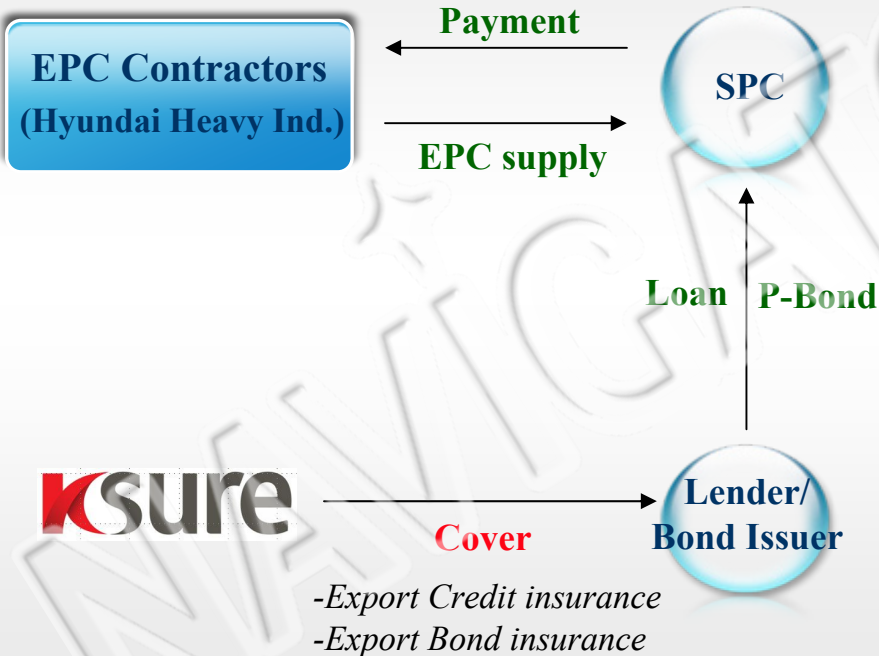 Payment
EPC Contractors
(Hyundai Heavy Ind.)
SPC
EPC supply
Loan
P-Bond
ksure
Cover
Lender/
Bond Issuer
-Export Credit insurance
-Export Bond insurance
NAVIGAT